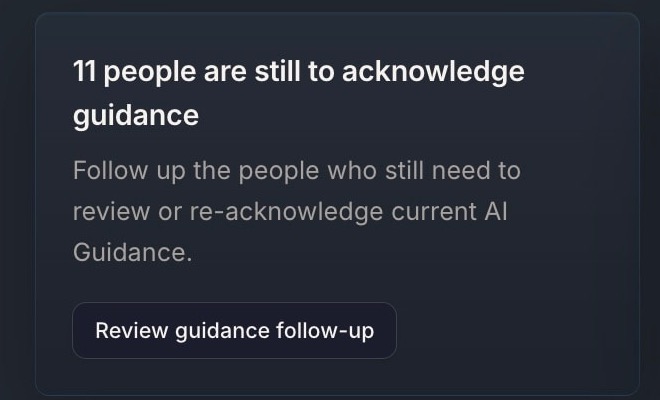 11 people are still to acknowledge
guidance
Follow up the people who still need to
review or re-acknowledge current AI
Guidance.
Review guidance follow-up